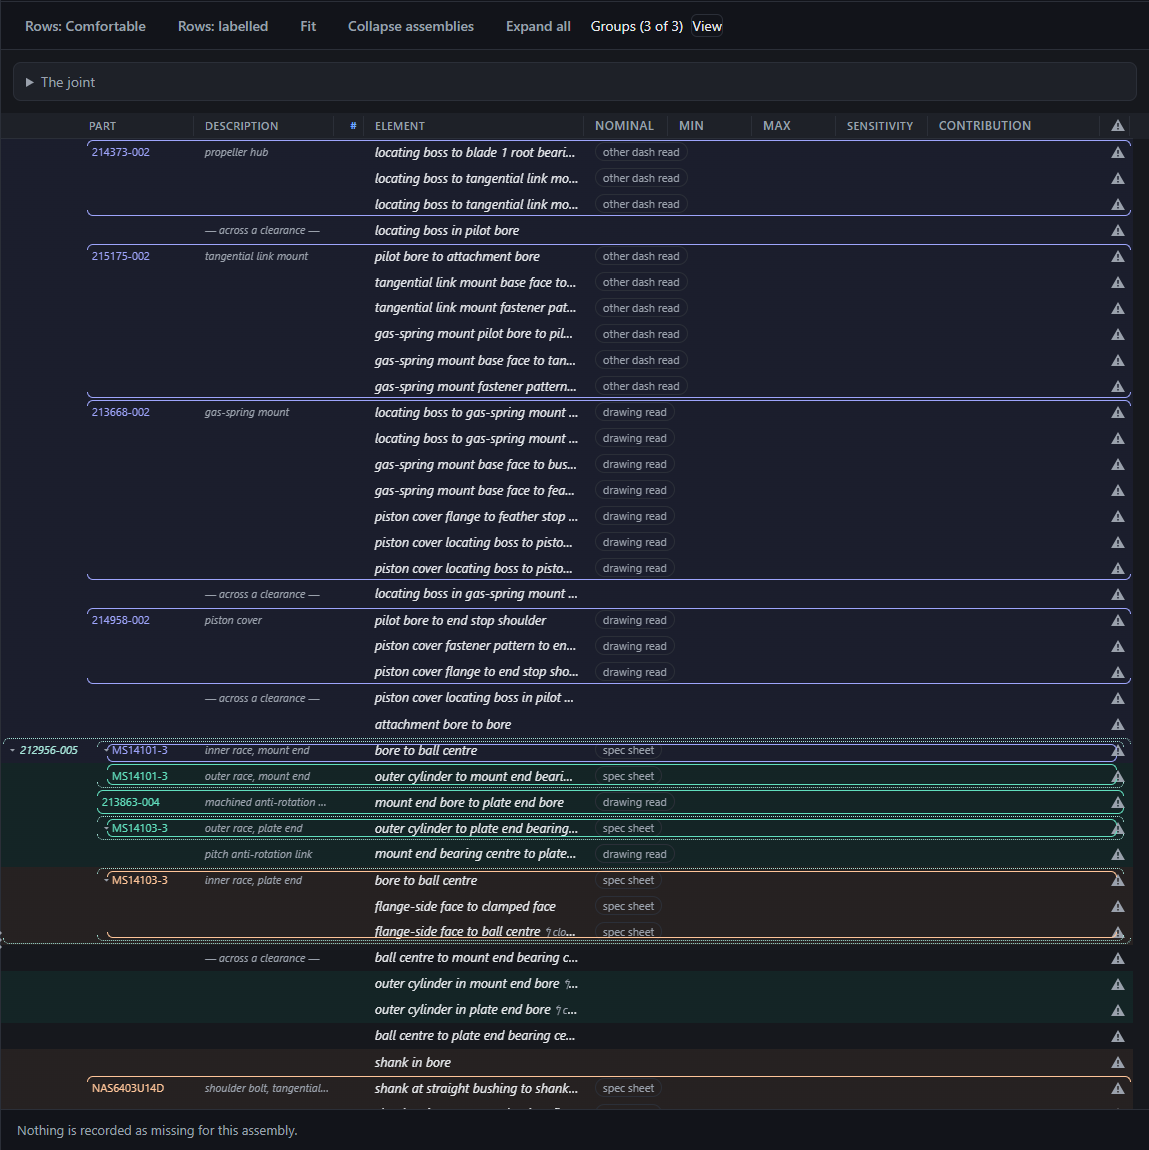 Rows: Comfortable Rows: labelled Fit Collapse assemblies Expand all Groups (3 of 3) View
The joint
PART DESCRIPTION # ELEMENT NOMINAL MIN MAX SENSITIVITY CONTRIBUTION
214373-002 propeller hub locating boss to blade 1 root beari... other dash read
locating boss to tangential link mo... other dash read
locating boss to tangential link mo... other dash read
— across a clearance — locating boss in pilot bore
215175-002 tangential link mount pilot bore to attachment bore other dash read
tangential link mount base face to... other dash read
tangential link mount fastener pat... other dash read
gas-spring mount pilot bore to pil... other dash read
gas-spring mount base face to tan... other dash read
gas-spring mount fastener pattern... other dash read
213668-002 gas-spring mount locating boss to gas-spring mount ... drawing read
locating boss to gas-spring mount ... drawing read
gas-spring mount base face to bus... drawing read
gas-spring mount base face to fea... drawing read
piston cover flange to feather stop ... drawing read
piston cover locating boss to pisto... drawing read
piston cover locating boss to pisto... drawing read
— across a clearance — locating boss in gas-spring mount ...
214958-002 piston cover pilot bore to end stop shoulder drawing read
piston cover fastener pattern to en... drawing read
piston cover flange to end stop sho... drawing read
— across a clearance — piston cover locating boss in pilot ...
attachment bore to bore
212956-005 MS14101-3 inner race, mount end bore to ball centre spec sheet
MS14101-3 outer race, mount end outer cylinder to mount end beari... spec sheet
213863-004 machined anti-rotation ... mount end bore to plate end bore drawing read
MS14103-3 outer race, plate end outer cylinder to plate end bearing... spec sheet
pitch anti-rotation link mount end bearing centre to plate... drawing read
MS14103-3 inner race, plate end bore to ball centre spec sheet
flange-side face to clamped face spec sheet
flange-side face to ball centre ↰ clo... spec sheet
— across a clearance — ball centre to mount end bearing c...
outer cylinder in mount end bore ↰...
outer cylinder in plate end bore ↰ c...
ball centre to plate end bearing ce...
shank in bore
NAS6403U14D shoulder bolt, tangential... shank at straight bushing to shank... spec sheet
Nothing is recorded as missing for this assembly.